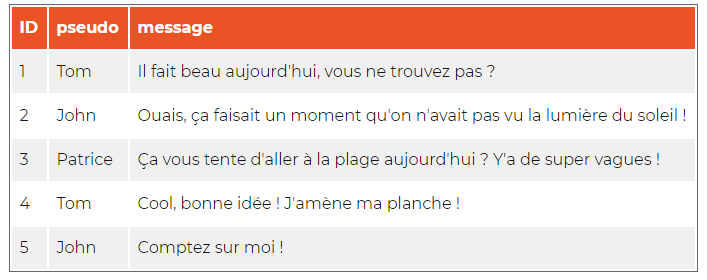 ID pseudo message
1 Tom Il fait beau aujourd'hui, vous ne trouvez pas ?
2 John Ouais, ça faisait un moment qu'on n'avait pas vu la lumière du soleil !
3 Patrice Ça vous tente d'aller à la plage aujourd'hui ? Y'a de super vagues !
4 Tom Cool, bonne idée ! J'amène ma planche !
5 John Comptez sur moi !